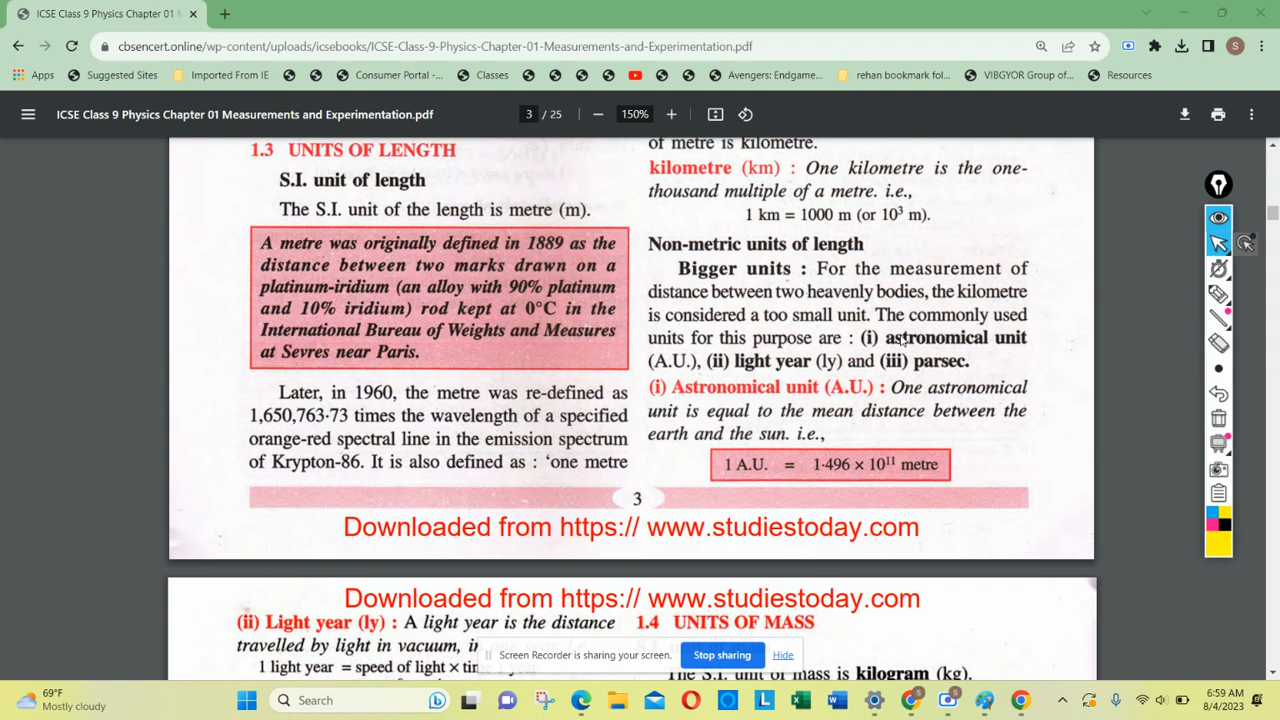 ICSE Class 9 Physics Chapter 01 M
cbsencert.online/wp-content/uploads/icsebooks/ICSE-Class-9-Physics-Chapter-01-Measurements-and-Experimentation.pdf
S
Apps
Suggested Sites
Imported From IE
Consumer Portal -...
Classes
Avengers: Endgame...
rehan bookmark fol...
VIBGYOR Group of...
Resources
ICSE Class 9 Physics Chapter 01 Measurements and Experimentation.pdf
3 / 25
150%
1.3 UNITS OF LENGTH
S.I. unit of length
The S.I. unit of the length is metre (m).
A metre was originally defined in 1889 as the
distance between two marks drawn on a
platinum-iridium (an alloy with 90% platinum
and 10% iridium) rod kept at 0°C in the
International Bureau of Weights and Measures
at Sevres near Paris.
Later, in 1960, the metre was re-defined as
1,650,763·73 times the wavelength of a specified
orange-red spectral line in the emission spectrum
of Krypton-86. It is also defined as : ‘one metre
of metre is kilometre.
kilometre (km) : One kilometre is the one-
thousand multiple of a metre. i.e.,
1 km = 1000 m (or 10³ m).
Non-metric units of length
Bigger units : For the measurement of
distance between two heavenly bodies, the kilometre
is considered a too small unit. The commonly used
units for this purpose are : (i) astronomical unit
(A.U.), (ii) light year (ly) and (iii) parsec.
(i) Astronomical unit (A.U.) : One astronomical
unit is equal to the mean distance between the
earth and the sun. i.e.,
1 A.U. = 1·496 × 10¹¹ metre
3
Downloaded from https:// www.studiestoday.com
Downloaded from https:// www.studiestoday.com
(ii) Light year (ly) : A light year is the distance
travelled by light in vacuum, in
1 light year = speed of light × time 1 year
1.4 UNITS OF MASS
The S.I. unit of mass is kilogram (kg).
Screen Recorder is sharing your screen.
Stop sharing
Hide
69°F
Mostly cloudy
Search
6:59 AM
8/4/2023